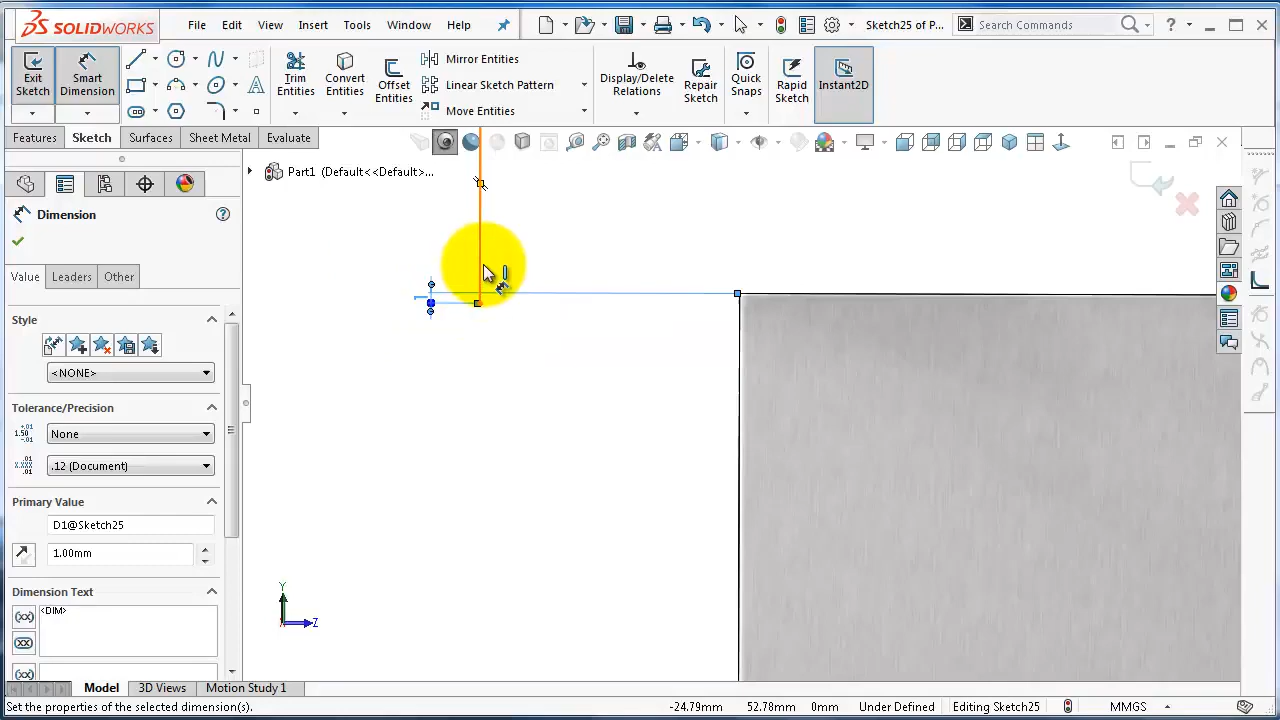 SOLIDWORKS File Edit View Insert Tools Window Help Sketch25 of P... Search Commands ?
Exit Sketch
Smart Dimension
Trim Entities
Convert Entities
Offset Entities
Mirror Entities
Linear Sketch Pattern
Move Entities
Display/Delete Relations
Repair Sketch
Quick Snaps
Rapid Sketch
Instant2D
Features Sketch Surfaces Sheet Metal Evaluate
Part1 (Default<<Default>...
Dimension
Value Leaders Other
Style
<NONE>
Tolerance/Precision
None
.12 (Document)
Primary Value
D1@Sketch25
1.00mm
Dimension Text
<DIM>
Y
Z
Model 3D Views Motion Study 1
Set the properties of the selected dimension(s). -24.79mm 52.78mm 0mm Under Defined Editing Sketch25 MMGS